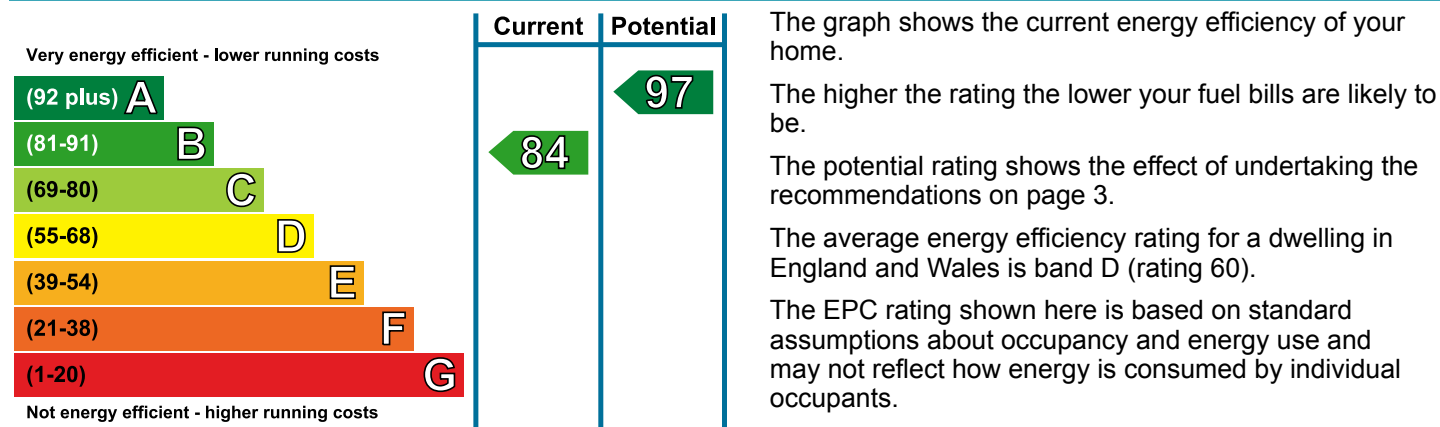 Current Potential
Very energy efficient - lower running costs
(92 plus) A
97
(81-91) B
84
(69-80) C
(55-68) D
(39-54) E
(21-38) F
(1-20) G
Not energy efficient - higher running costs
The graph shows the current energy efficiency of your
home.
The higher the rating the lower your fuel bills are likely to
be.
The potential rating shows the effect of undertaking the
recommendations on page 3.
The average energy efficiency rating for a dwelling in
England and Wales is band D (rating 60).
The EPC rating shown here is based on standard
assumptions about occupancy and energy use and
may not reflect how energy is consumed by individual
occupants.